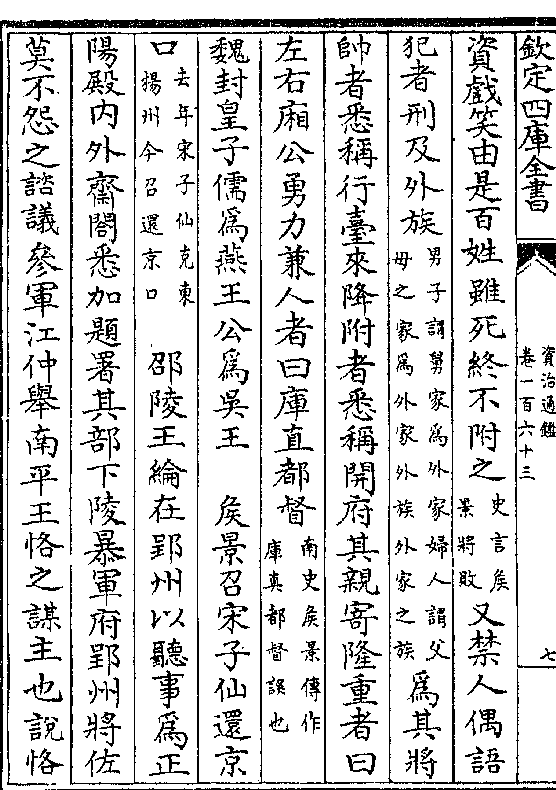 欽定四庫全書
資治通鑑
卷一百六十三
七
資戲笑由是百姓雖死終不附之史言矦景將敗又禁人偶語
犯者刑及外族男子謂舅家為外家婦人謂父母之家為外家外族外家之族為其將
帥者悉稱行臺來降附者悉稱開府其親寄隆重者曰
左右廂公勇力兼人者曰庫直都督南史矦景傳作庫真都督誤也
魏封皇子儒為燕王公為吳王 矦景召宋子仙還京
口去年宋子仙克東揚州今召還京口 邵陵王綸在郢州以聽事為正
陽殿内外齋閤悉加題署其部下陵暴軍府郢州將佐
莫不怨之諮議參軍江仲舉南平王恪之謀主也說恪